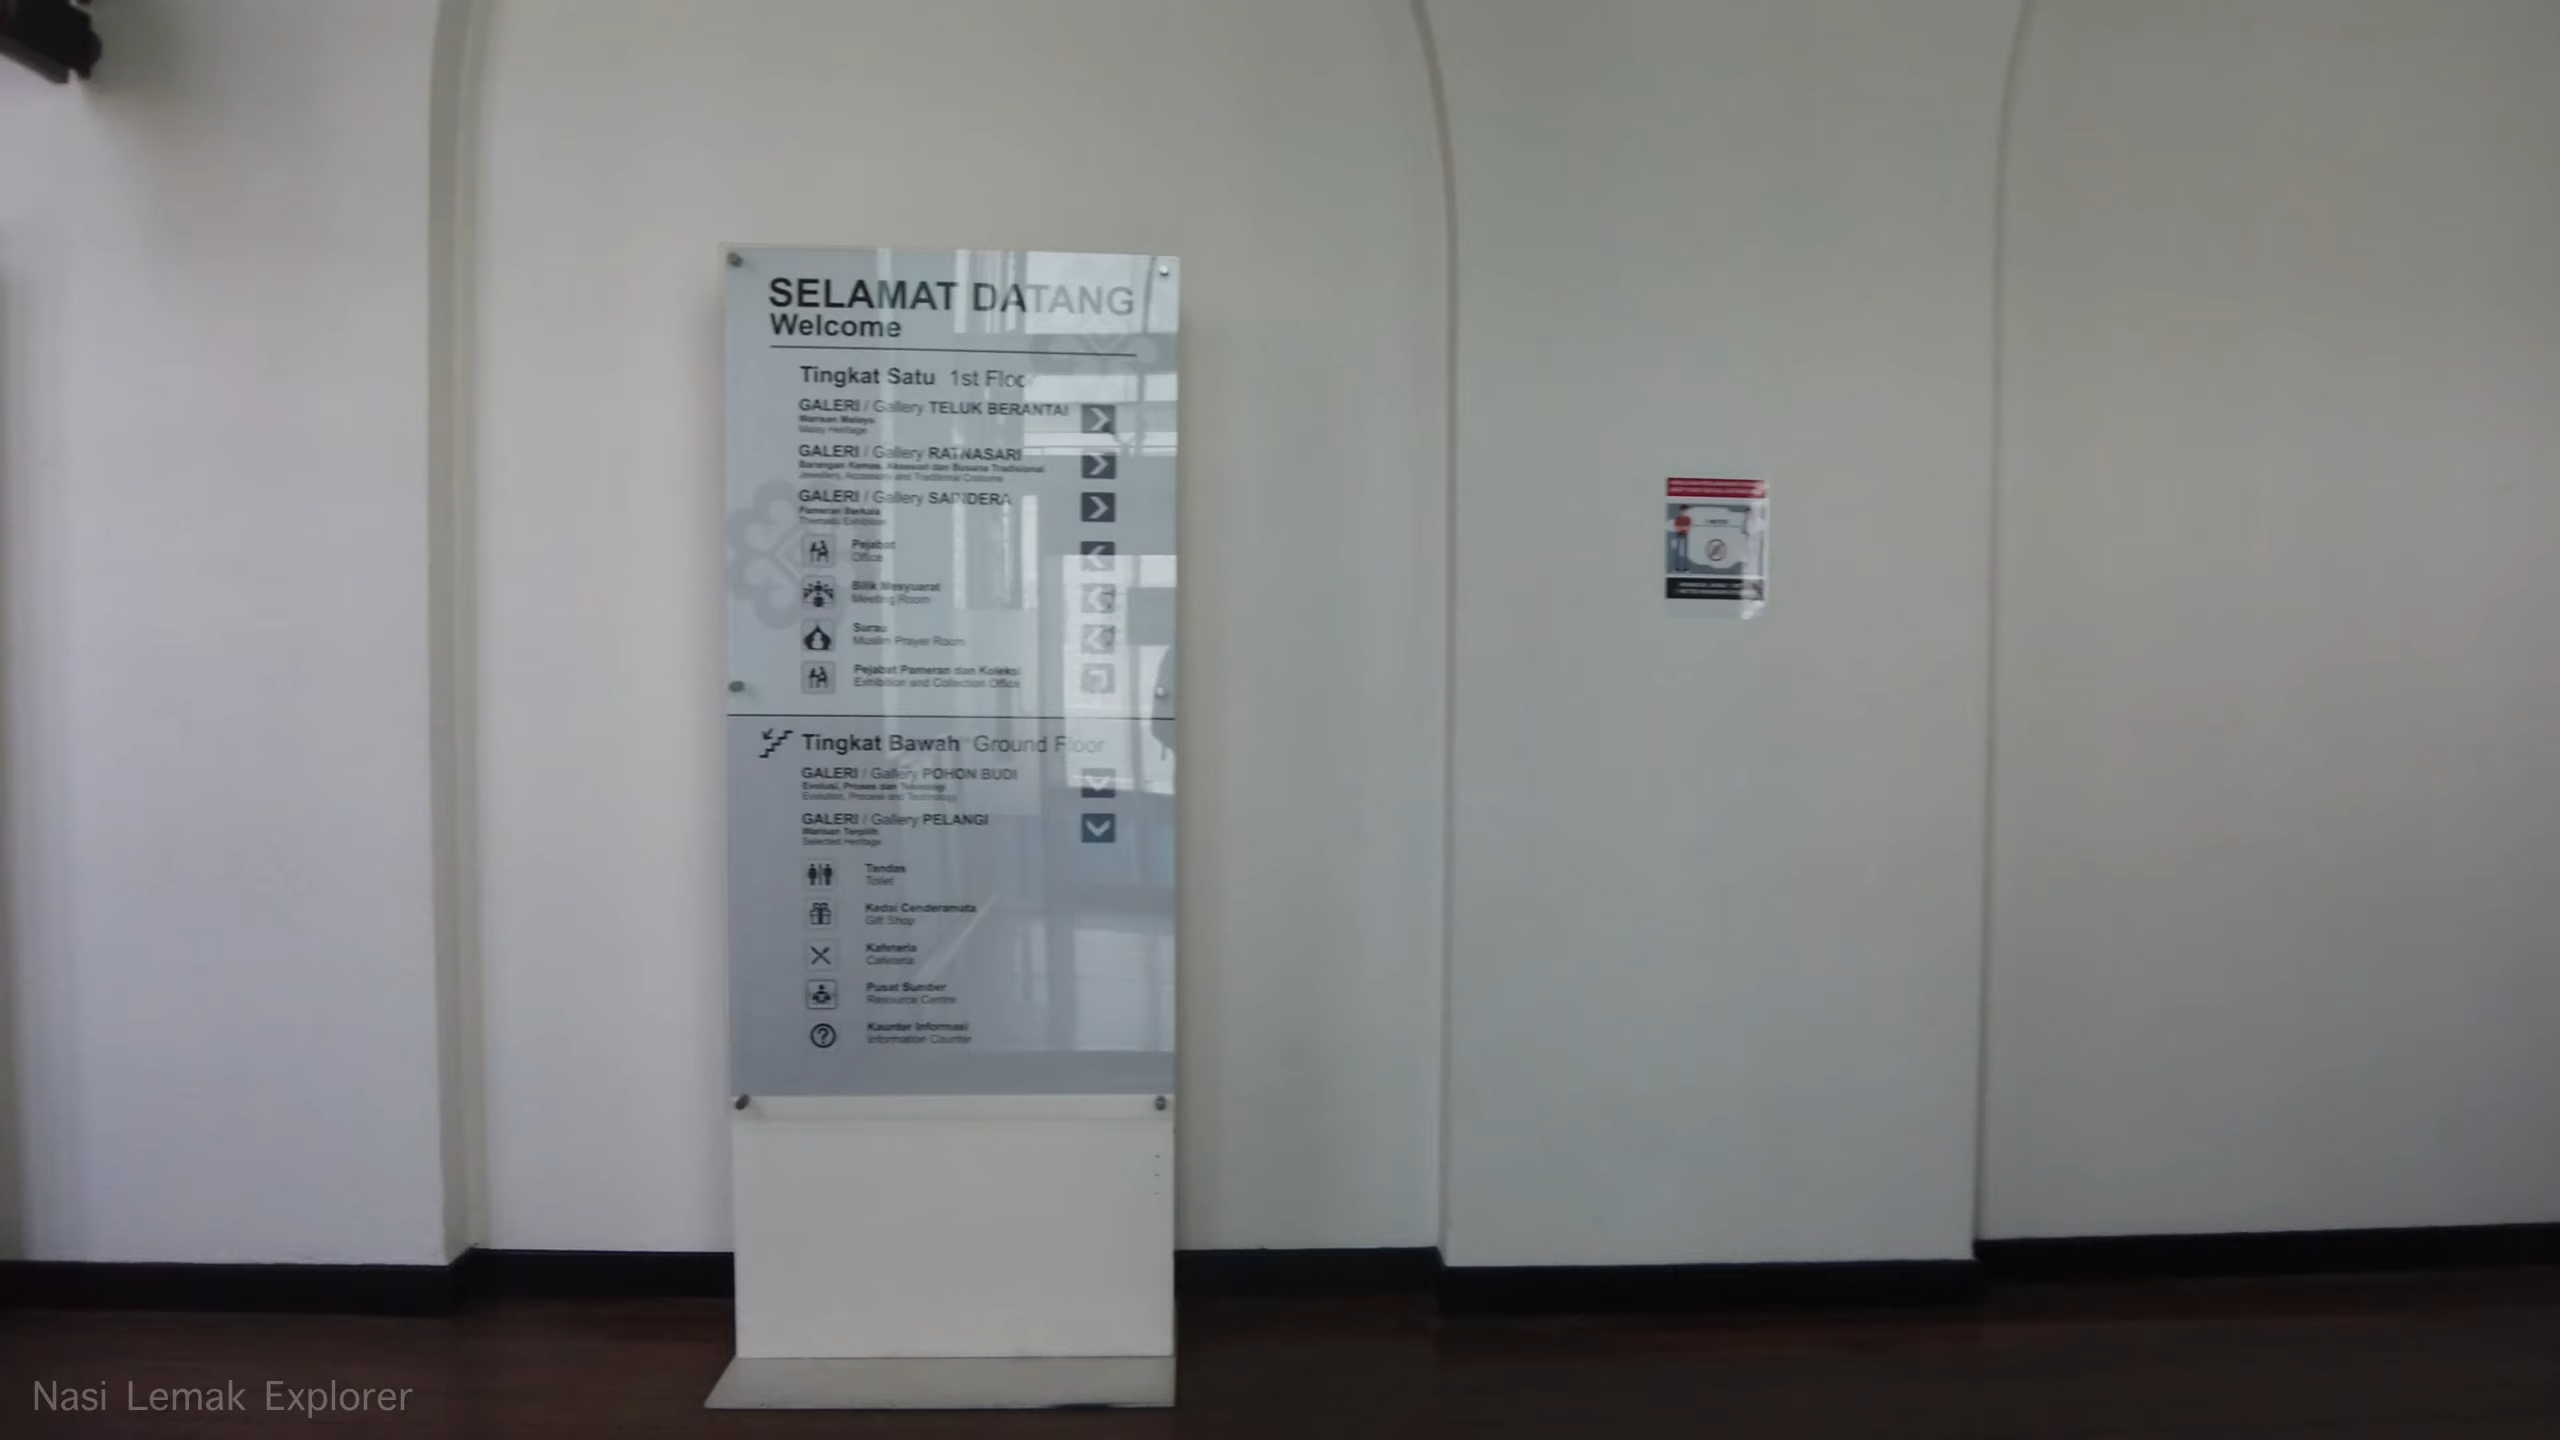 SELAMAT DATANG
Welcome
Tingkat Satu 1st Floor
GALERI / Gallery TELUK BERANTAI
Warisan Melayu
Malay Heritage
GALERI / Gallery RATNASARI
Barangan Kemas, Aksesori dan Busana Tradisional
Jewellery, Accessory and Traditional Costume
GALERI / Gallery SAINDERA
Pameran Berkala
Thematic Exhibition
Pejabat
Office
Bilik Mesyuarat
Meeting Room
Surau
Muslim Prayer Room
Pejabat Pameran dan Koleksi
Exhibition and Collection Office
Tingkat Bawah Ground Floor
GALERI / Gallery POHON BUDI
Evolusi, Proses dan Teknologi
Evolution, Process and Technology
GALERI / Gallery PELANGI
Warisan Terpilih
Selected Heritage
Tandas
Toilet
Kedai Cenderamata
Gift Shop
Kafeteria
Cafeteria
Pusat Sumber
Resource Centre
Kaunter Informasi
Information Counter
Nasi Lemak Explorer